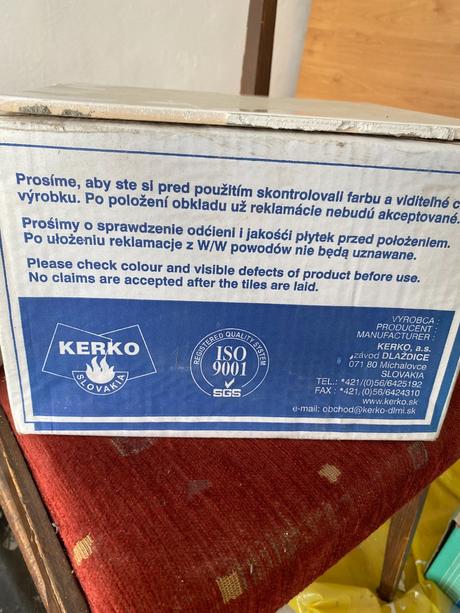 Prosíme, aby ste si pred použitím skontrolovali farbu a viditeľné
výrobku. Po položení obkladu už reklamácie nebudú akceptované.
Prośimy o sprawdzenie odćieni i jakośći płytek przed położeniem.
Po ułożeniu reklamacje z W/W powodów nie będą uznawane.
Please check colour and visible defects of product before use.
No claims are accepted after the tiles are laid.
KERKO
SLOVAKIA
REGISTERED QUALITY SYSTEM
ISO
9001
SGS
VÝROBCA :
PRODUCENT :
MANUFACTURER :
KERKO, a.s.
závod DLAŽDICE
071 80 Michalovce
SLOVAKIA
TEL.: *421/(0)56/6425192
FAX : *421,(0)56/6424310
www.kerko.sk
e-mail: obchod@kerko-dlmi.sk